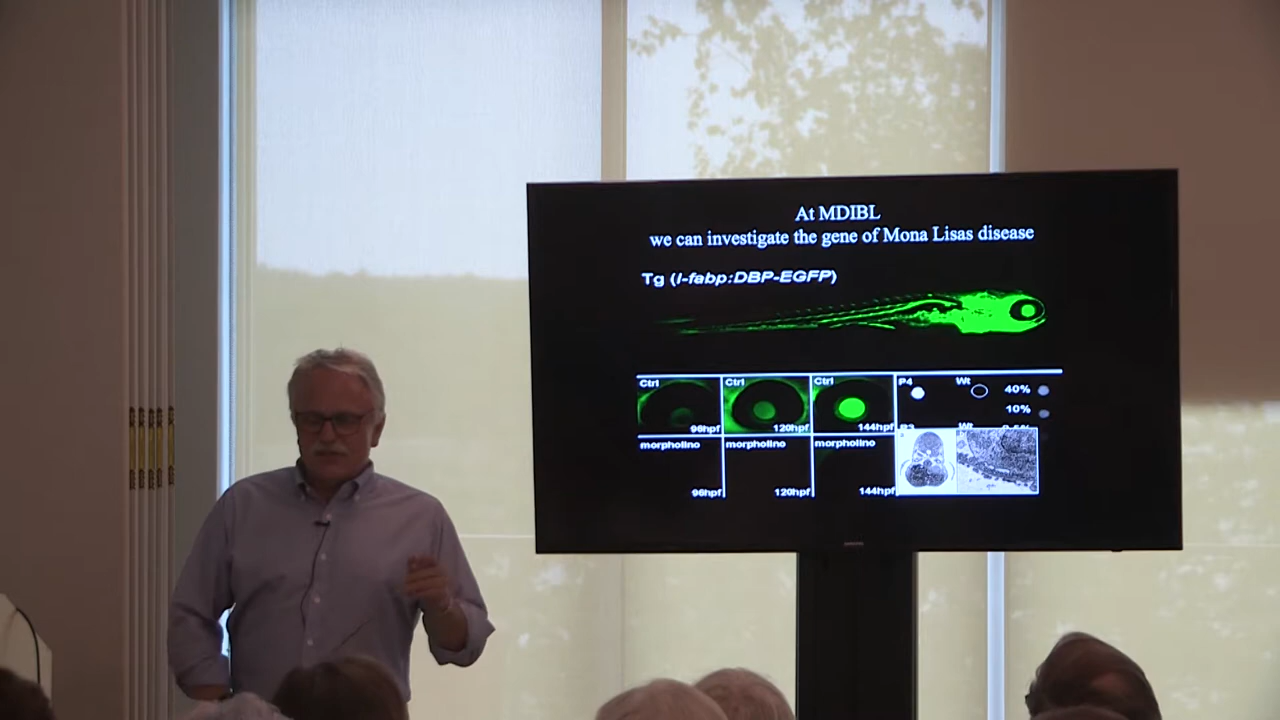 At MDIBL
we can investigate the gene of Mona Lisas disease
Tg (l-fabp:DBP-EGFP)
Ctrl Ctrl Ctrl P4 Wt 40%
10%
96hpf 120hpf 144hpf Wt
morpholino morpholino morpholino
96hpf 120hpf 144hpf